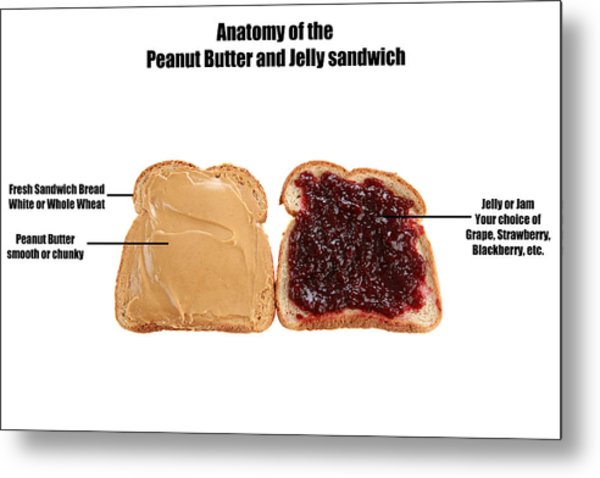 Anatomy of the
Peanut Butter and Jelly sandwich
Fresh Sandwich Bread
White or Whole Wheat
Peanut Butter
smooth or chunky
Jelly or Jam
Your choice of
Grape, Strawberry,
Blackberry, etc.